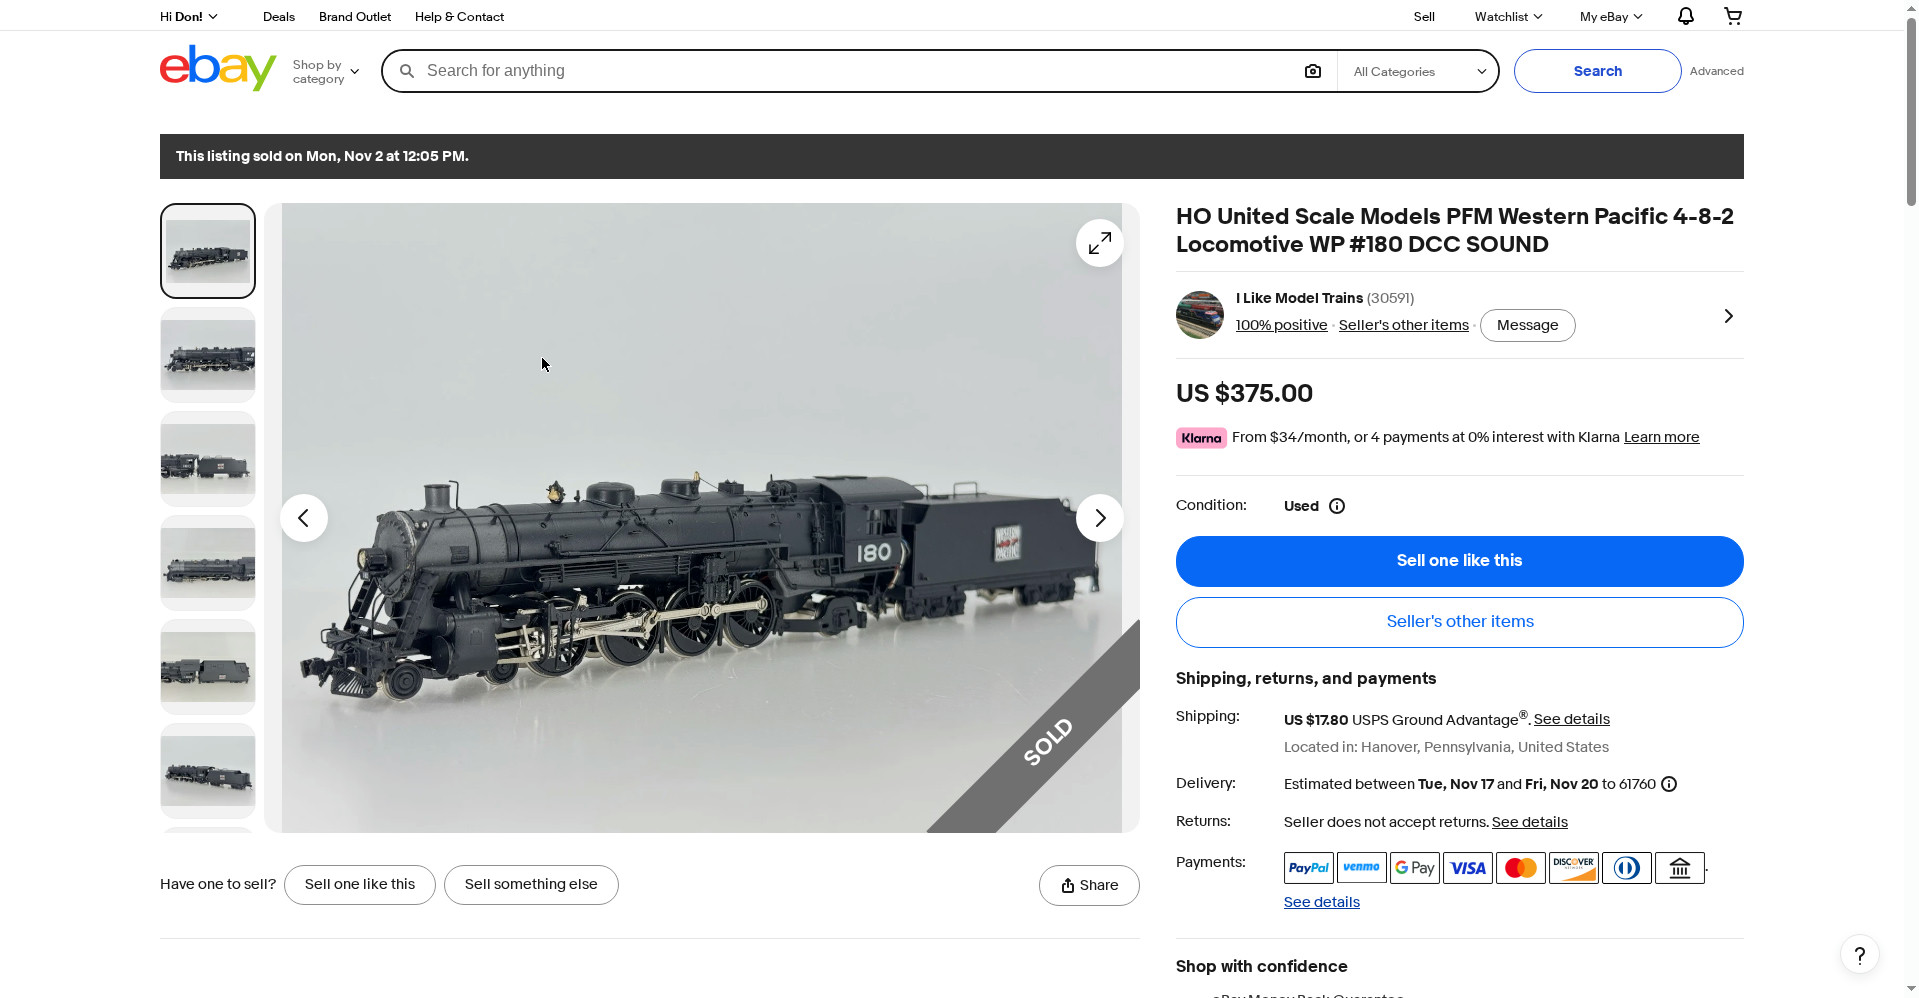 Hi Don!
Deals
Brand Outlet
Help & Contact
Sell
Watchlist
My eBay
ebay
Shop by
category
Search for anything
All Categories
Search
Advanced
This listing sold on Mon, Nov 2 at 12:05 PM.
HO United Scale Models PFM Western Pacific 4-8-2
Locomotive WP #180 DCC SOUND
I Like Model Trains (30591)
100% positive · Seller's other items · Message
US $375.00
Klarna From $34/month, or 4 payments at 0% interest with Klarna Learn more
Condition: Used
Sell one like this
Seller's other items
180
WESTERN
PACIFIC
SOLD
Shipping, returns, and payments
Shipping: US $17.80 USPS Ground Advantage®. See details
Located in: Hanover, Pennsylvania, United States
Delivery: Estimated between Tue, Nov 17 and Fri, Nov 20 to 61760
Returns: Seller does not accept returns. See details
Payments: PayPal venmo G Pay VISA DISCOVER
See details
Have one to sell? Sell one like this Sell something else
Share
Shop with confidence
eBay Money Back Guarantee
?